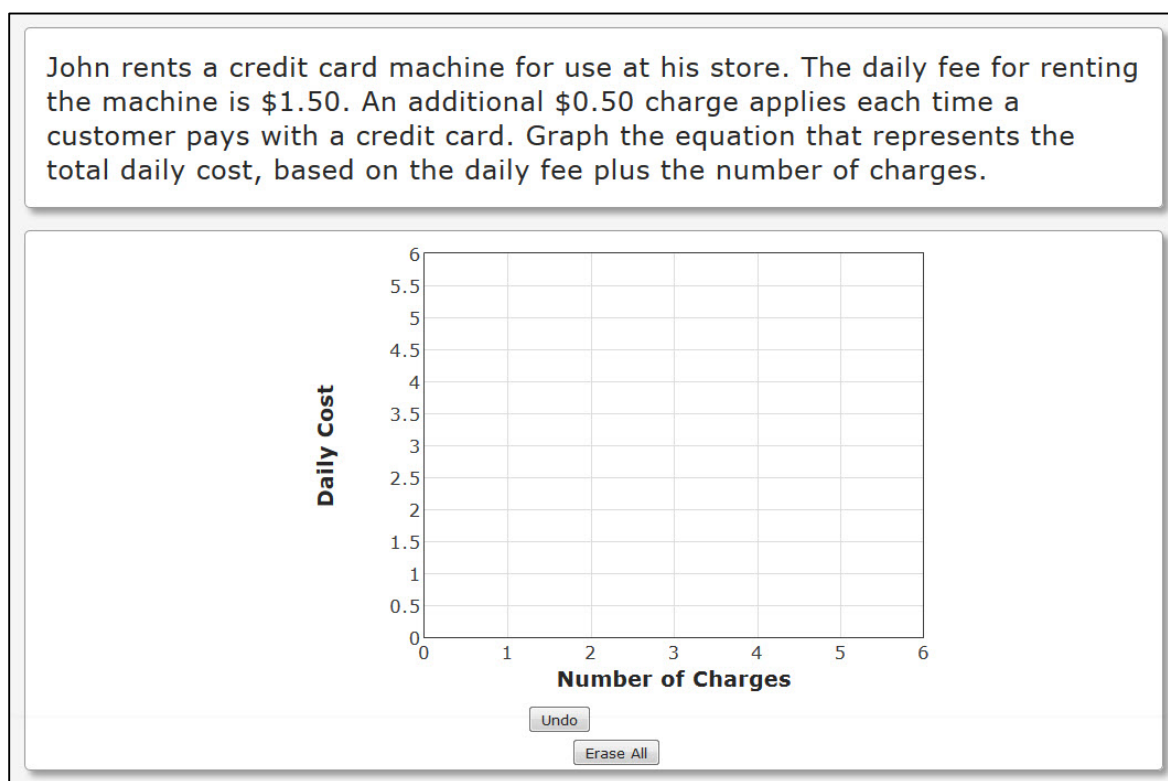 John rents a credit card machine for use at his store. The daily fee for renting
the machine is $1.50. An additional $0.50 charge applies each time a
customer pays with a credit card. Graph the equation that represents the
total daily cost, based on the daily fee plus the number of charges.
6
5.5
5
4.5
4
3.5
3
2.5
2
1.5
1
0.5
0
Daily Cost
0 1 2 3 4 5 6
Number of Charges
Undo
Erase All